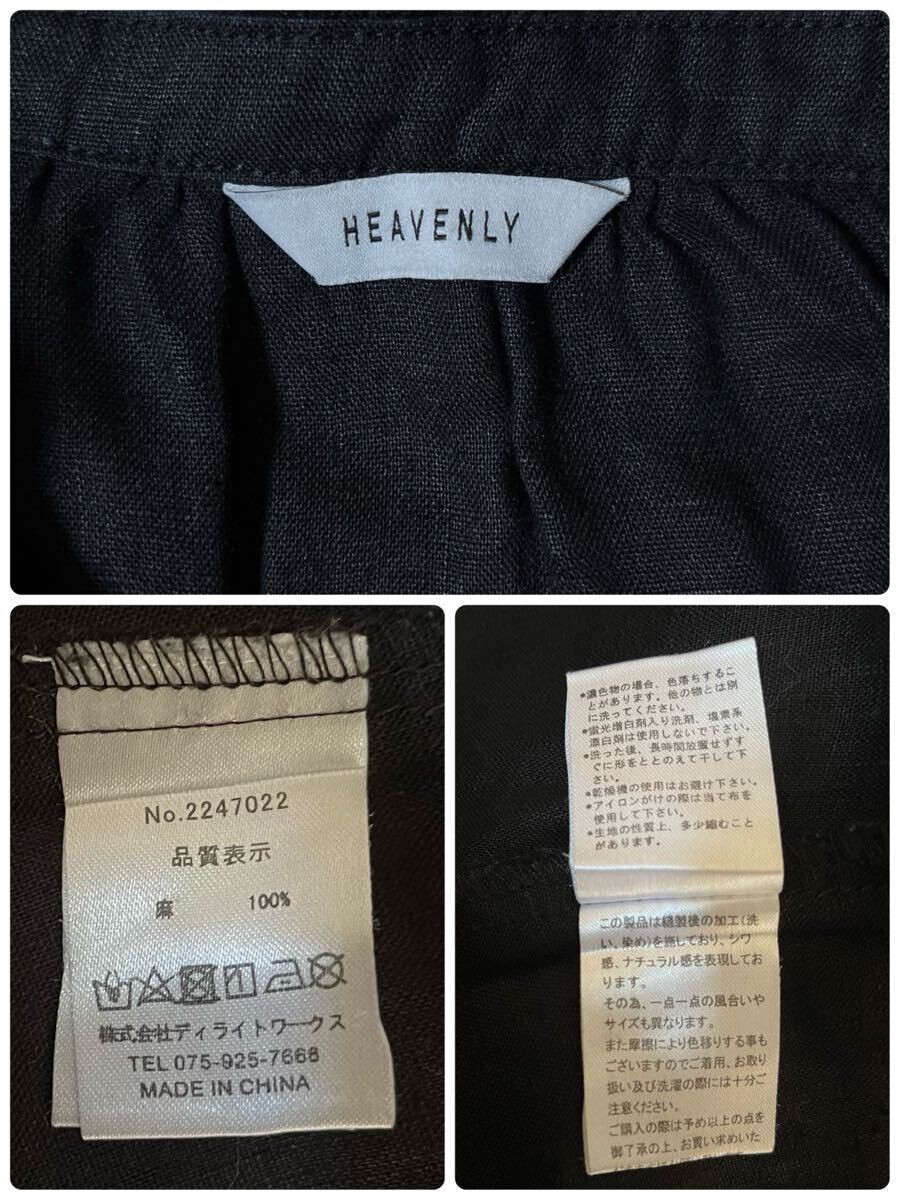 HEAVENLY
No.2247022
品質表示
麻 100%
株式会社ディライトワークス
TEL 075-925-7668
MADE IN CHINA
●濃色物の場合、色落ちするこ
とがあります。他の物とは別
に洗ってください。
●蛍光増白剤入り洗剤、塩素系
漂白剤は使用しないで下さい。
●洗った後、長時間放置せずす
ぐに形をととのえて干して下
さい。
●乾燥機の使用はお避け下さい。
●アイロンがけの際は当て布を
使用して下さい。
●生地の性質上、多少縮むこと
があります。
この製品は縫製後の加工(洗
い、染め)を施しており、シワ
感、ナチュラル感を表現してお
ります。
その為、一点一点の風合いや
サイズも異なります。
また摩擦により色移りする事も
ございますのでご着用、お取り
扱い及び洗濯の際には十分ご
注意ください。
ご購入の際は予め以上の点を
御了承の上、お買い求めいた